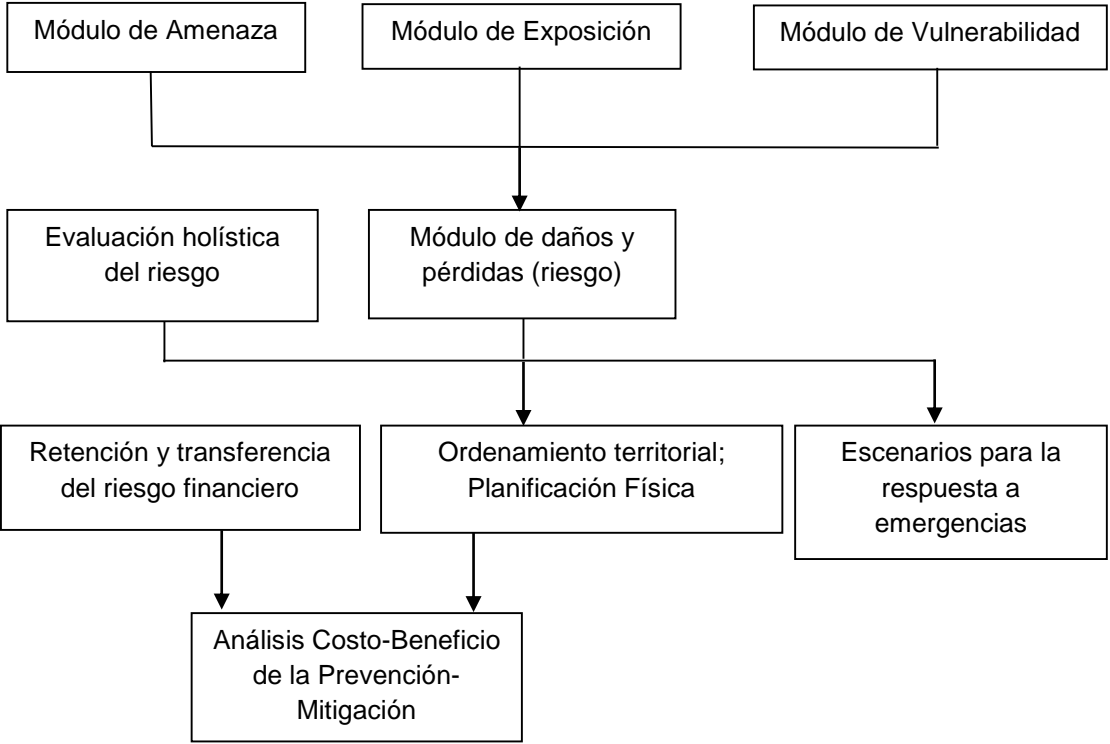 Módulo de Amenaza
Módulo de Exposición
Módulo de Vulnerabilidad
Evaluación holística
del riesgo
Módulo de daños y
pérdidas (riesgo)
Retención y transferencia
del riesgo financiero
Ordenamiento territorial;
Planificación Física
Escenarios para la
respuesta a
emergencias
Análisis Costo-Beneficio
de la Prevención-
Mitigación